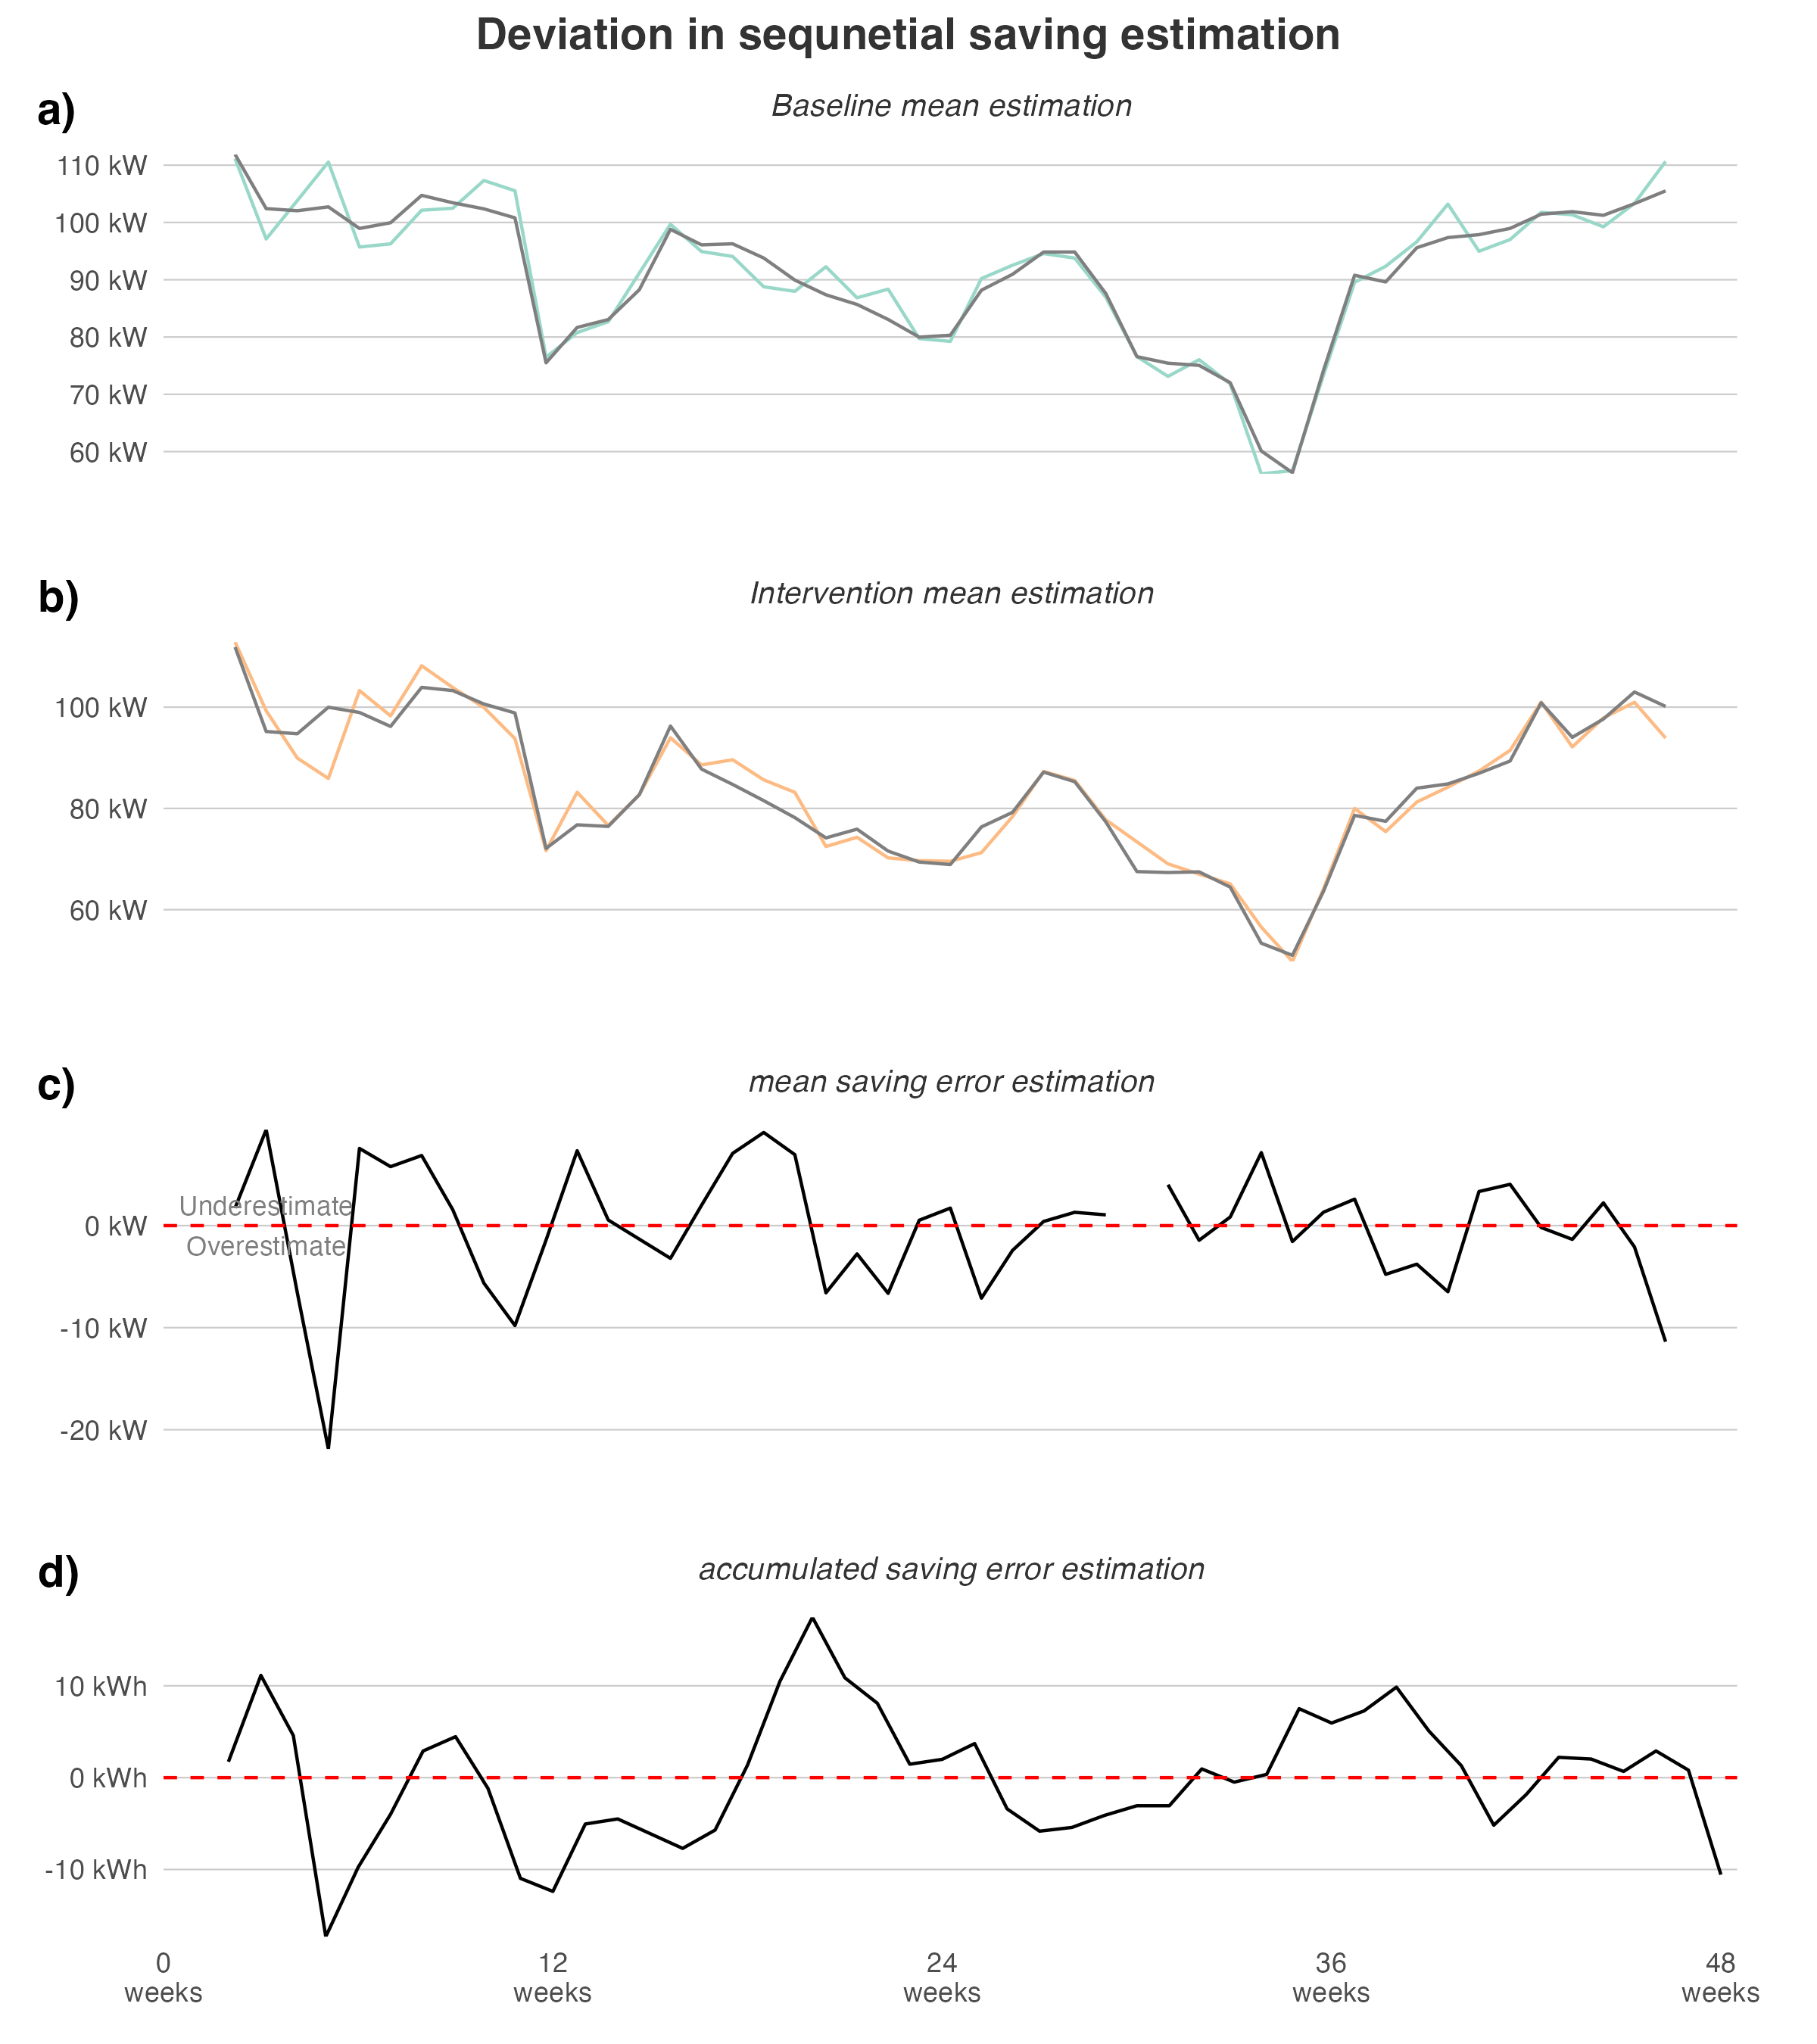 Deviation in sequnetial saving estimation
a)
Baseline mean estimation
110 kW
100 kW
90 kW
80 kW
70 kW
60 kW
b)
Intervention mean estimation
100 kW
80 kW
60 kW
c)
mean saving error estimation
Underestimate
0 kW
Overestimate
-10 kW
-20 kW
d)
accumulated saving error estimation
10 kWh
0 kWh
-10 kWh
0 12 24 36 48
weeks weeks weeks weeks weeks